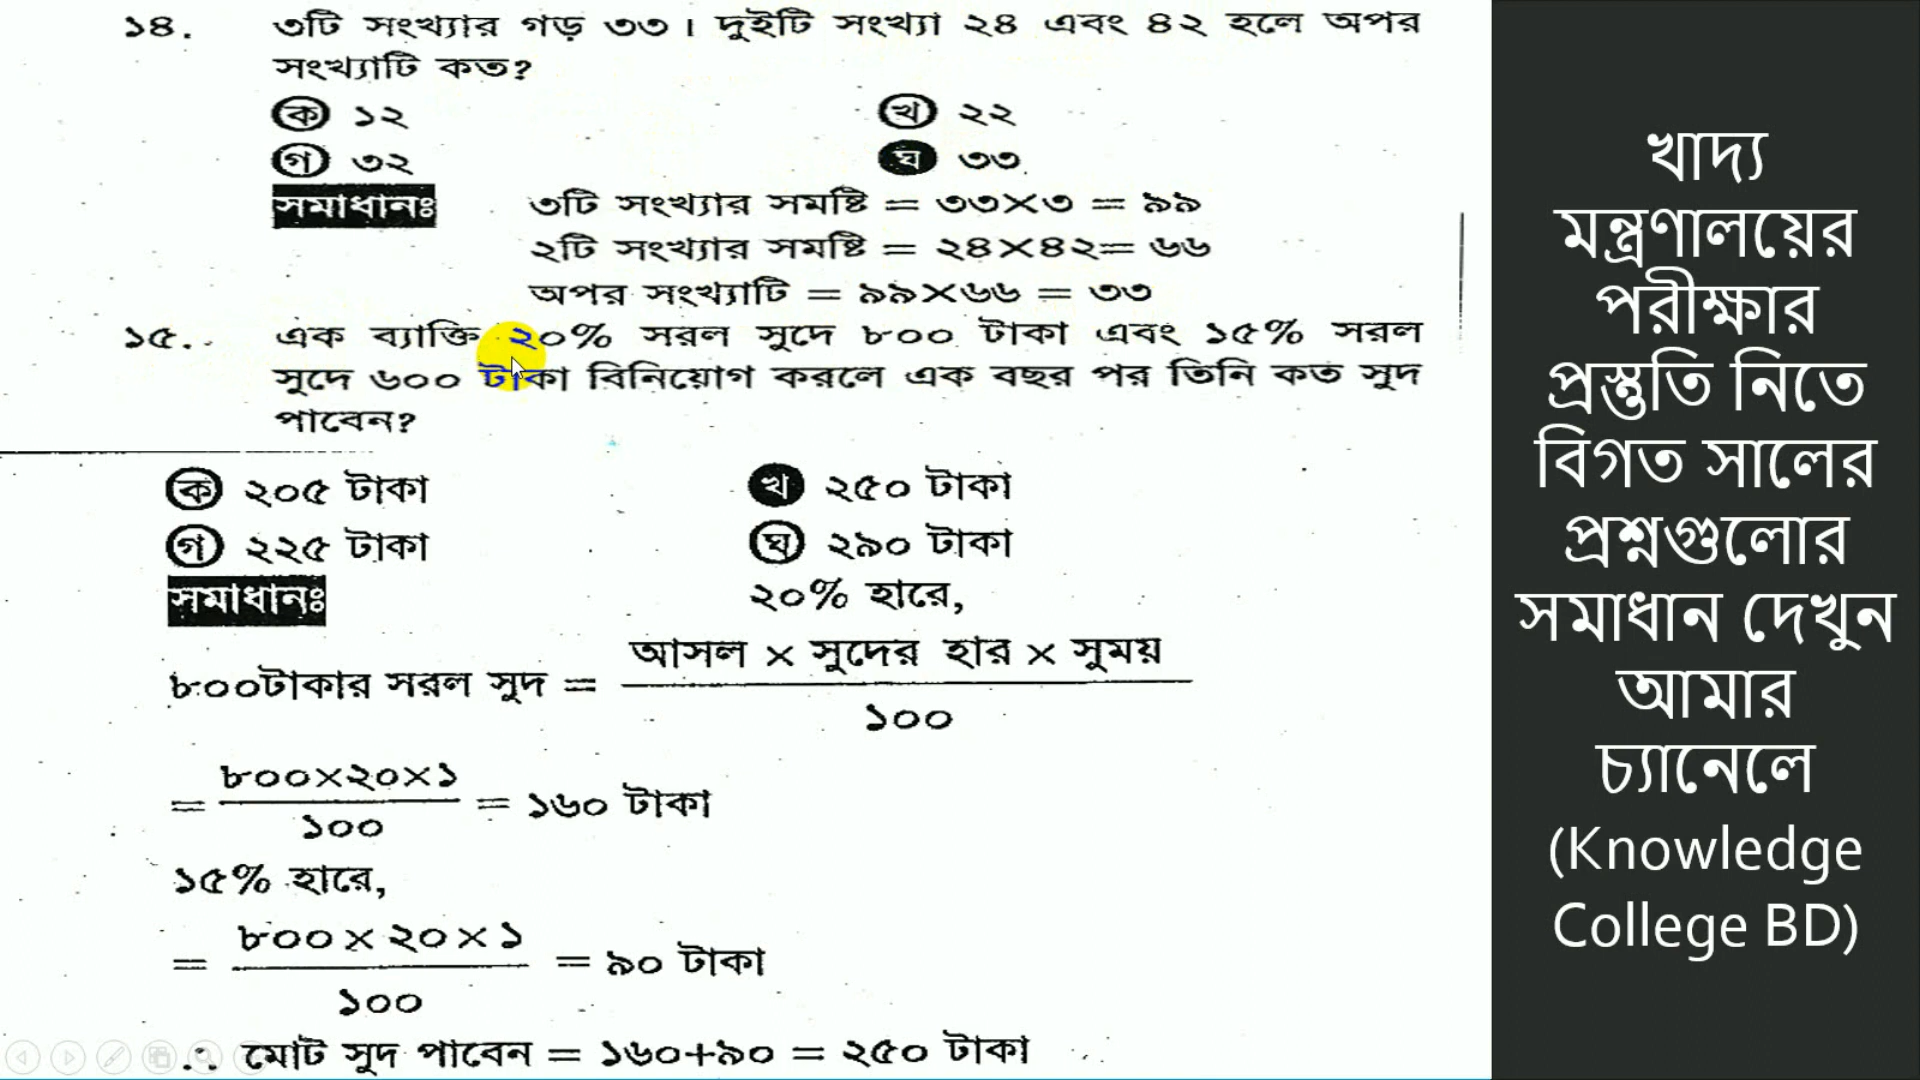 ১৪. ৩টি সংখ্যার গড় ৩৩। দুইটি সংখ্যা ২৪ এবং ৪২ হলে অপর
সংখ্যাটি কত?
ক ১২ খ ২২
গ ৩২ ঘ ৩৩
সমাধানঃ ৩টি সংখ্যার সমষ্টি = ৩৩×৩ = ৯৯
২টি সংখ্যার সমষ্টি = ২৪×৪২= ৬৬
অপর সংখ্যাটি = ৯৯×৬৬ = ৩৩
১৫. এক ব্যাক্তি ২০% সরল সুদে ৮০০ টাকা এবং ১৫% সরল
সুদে ৬০০ টাকা বিনিয়োগ করলে এক বছর পর তিনি কত সুদ
পাবেন?
ক ২০৫ টাকা খ ২৫০ টাকা
গ ২২৫ টাকা ঘ ২৯০ টাকা
সমাধানঃ ২০% হারে,
৮০০টাকার সরল সুদ = আসল × সুদের হার × সুময়
১০০
= ৮০০×২০×১
১০০ = ১৬০ টাকা
১৫% হারে,
= ৮০০ × ২০ × ১
১০০ = ৯০ টাকা
∴ মোট সুদ পাবেন = ১৬০+৯০ = ২৫০ টাকা
খাদ্য
মন্ত্রণালয়ের
পরীক্ষার
প্রস্তুতি নিতে
বিগত সালের
প্রশ্নগুলোর
সমাধান দেখুন
আমার
চ্যানেলে
(Knowledge
College BD)